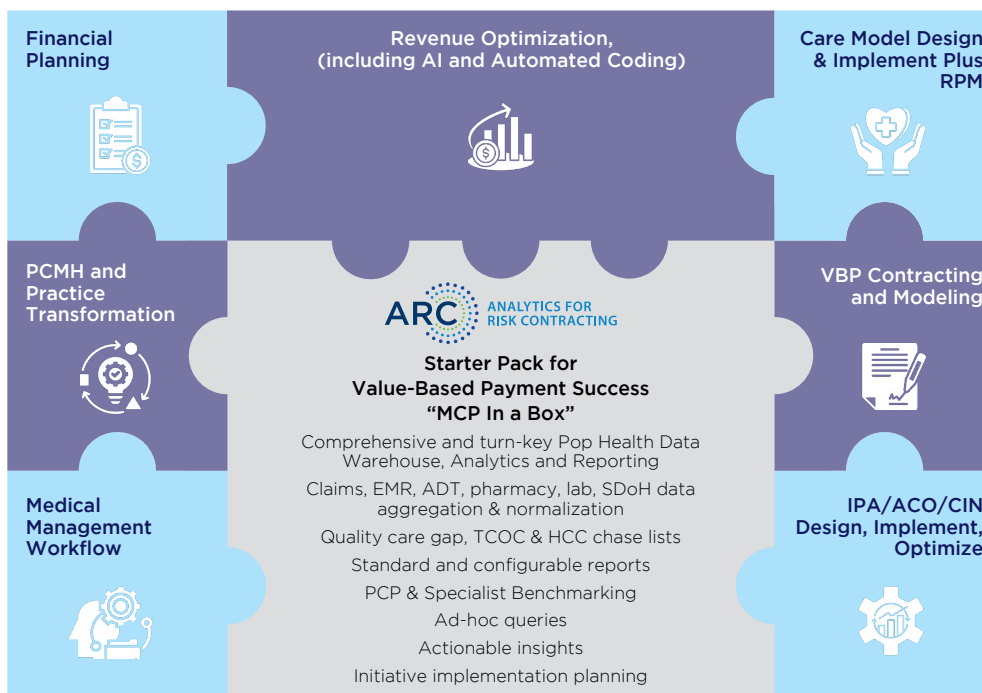 Financial
Planning
Revenue Optimization,
(including AI and Automated Coding)
Care Model Design
& Implement Plus
RPM
PCMH and
Practice
Transformation
VBP Contracting
and Modeling
ARC ANALYTICS FOR
RISK CONTRACTING
Starter Pack for
Value-Based Payment Success
“MCP In a Box”
Comprehensive and turn-key Pop Health Data
Warehouse, Analytics and Reporting
Claims, EMR, ADT, pharmacy, lab, SDoH data
aggregation & normalization
Quality care gap, TCOC & HCC chase lists
Standard and configurable reports
PCP & Specialist Benchmarking
Ad-hoc queries
Actionable insights
Initiative implementation planning
Medical
Management
Workflow
IPA/ACO/CIN
Design, Implement,
Optimize